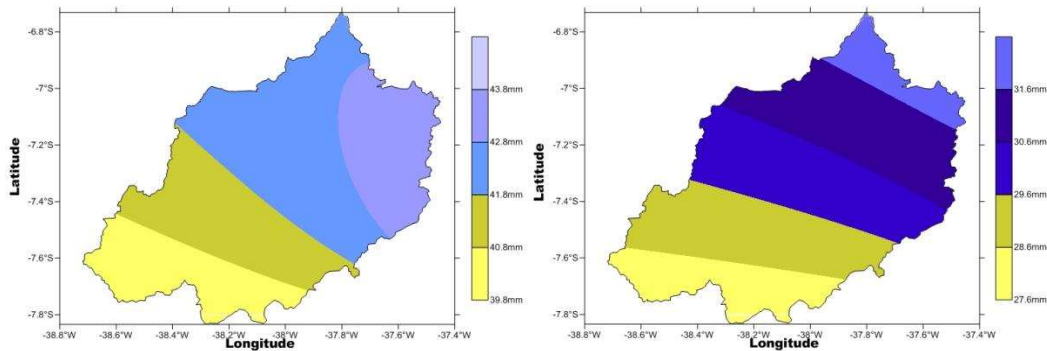 -6.8°S
-7°S
-7.2°S
-7.4°S
-7.6°S
-7.8°S
Latitude
-38.8°W
-38.6°W
-38.4°W
-38.2°W
-38°W
-37.8°W
-37.6°W
-37.4°W
Longitude
43.8mm
42.8mm
41.8mm
40.8mm
39.8mm
-6.8°S
-7°S
-7.2°S
-7.4°S
-7.6°S
-7.8°S
Latitude
-38.8°W
-38.6°W
-38.4°W
-38.2°W
-38°W
-37.8°W
-37.6°W
-37.4°W
Longitude
31.6mm
30.6mm
29.6mm
28.6mm
27.6mm